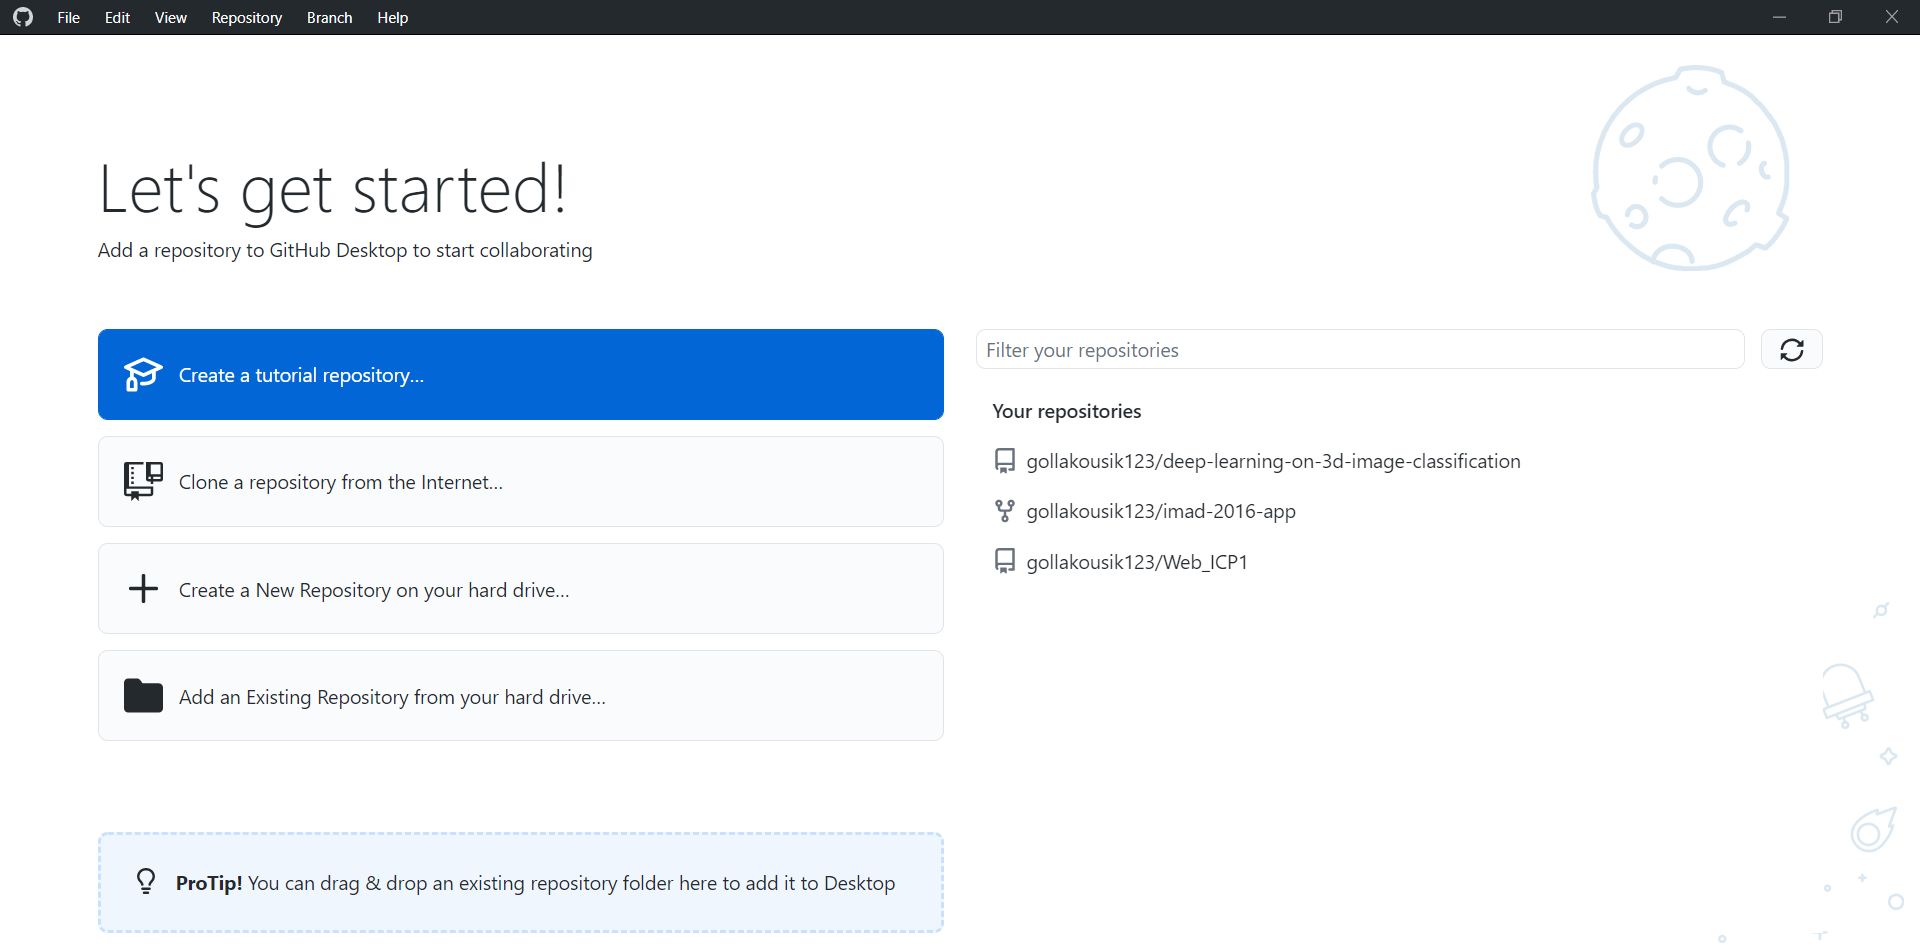 File Edit View Repository Branch Help
Let's get started!
Add a repository to GitHub Desktop to start collaborating
Create a tutorial repository...
Clone a repository from the Internet...
Create a New Repository on your hard drive...
Add an Existing Repository from your hard drive...
ProTip! You can drag & drop an existing repository folder here to add it to Desktop
Filter your repositories
Your repositories
gollakousik123/deep-learning-on-3d-image-classification
gollakousik123/imad-2016-app
gollakousik123/Web_ICP1